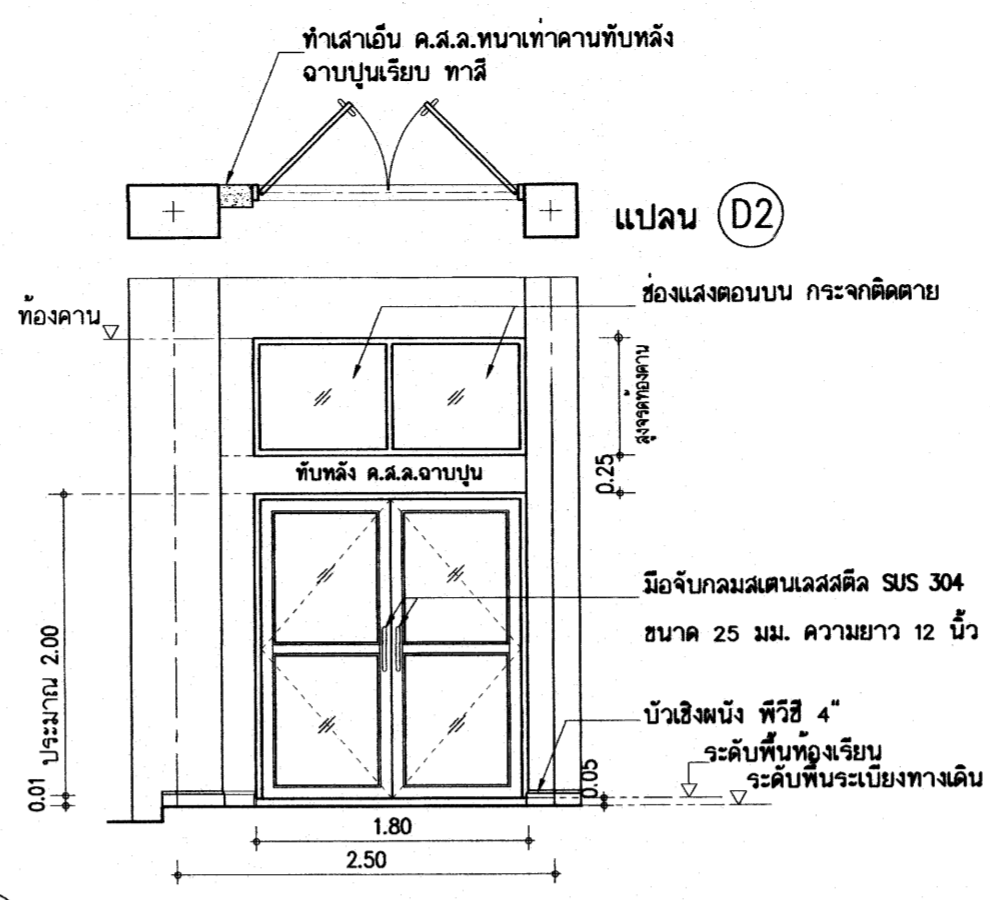 ทำเสาเอ็น ค.ส.ล.หนาเท่าคานทับหลัง
ฉาบปูนเรียบ ทาสี
แปลน D2
ช่องแสงตอนบน กระจกติดตาย
ท้องคาน
สูงจรดท้องคาน
0.25
ทับหลัง ค.ส.ล.ฉาบปูน
มือจับกลมสเตนเลสสตีล SUS 304
ขนาด 25 มม. ความยาว 12 นิ้ว
ประมาณ 2.00
0.01
บัวเชิงผนัง พีวีซี 4"
ระดับพื้นห้องเรียน
ระดับพื้นระเบียงทางเดิน
0.05
1.80
2.50